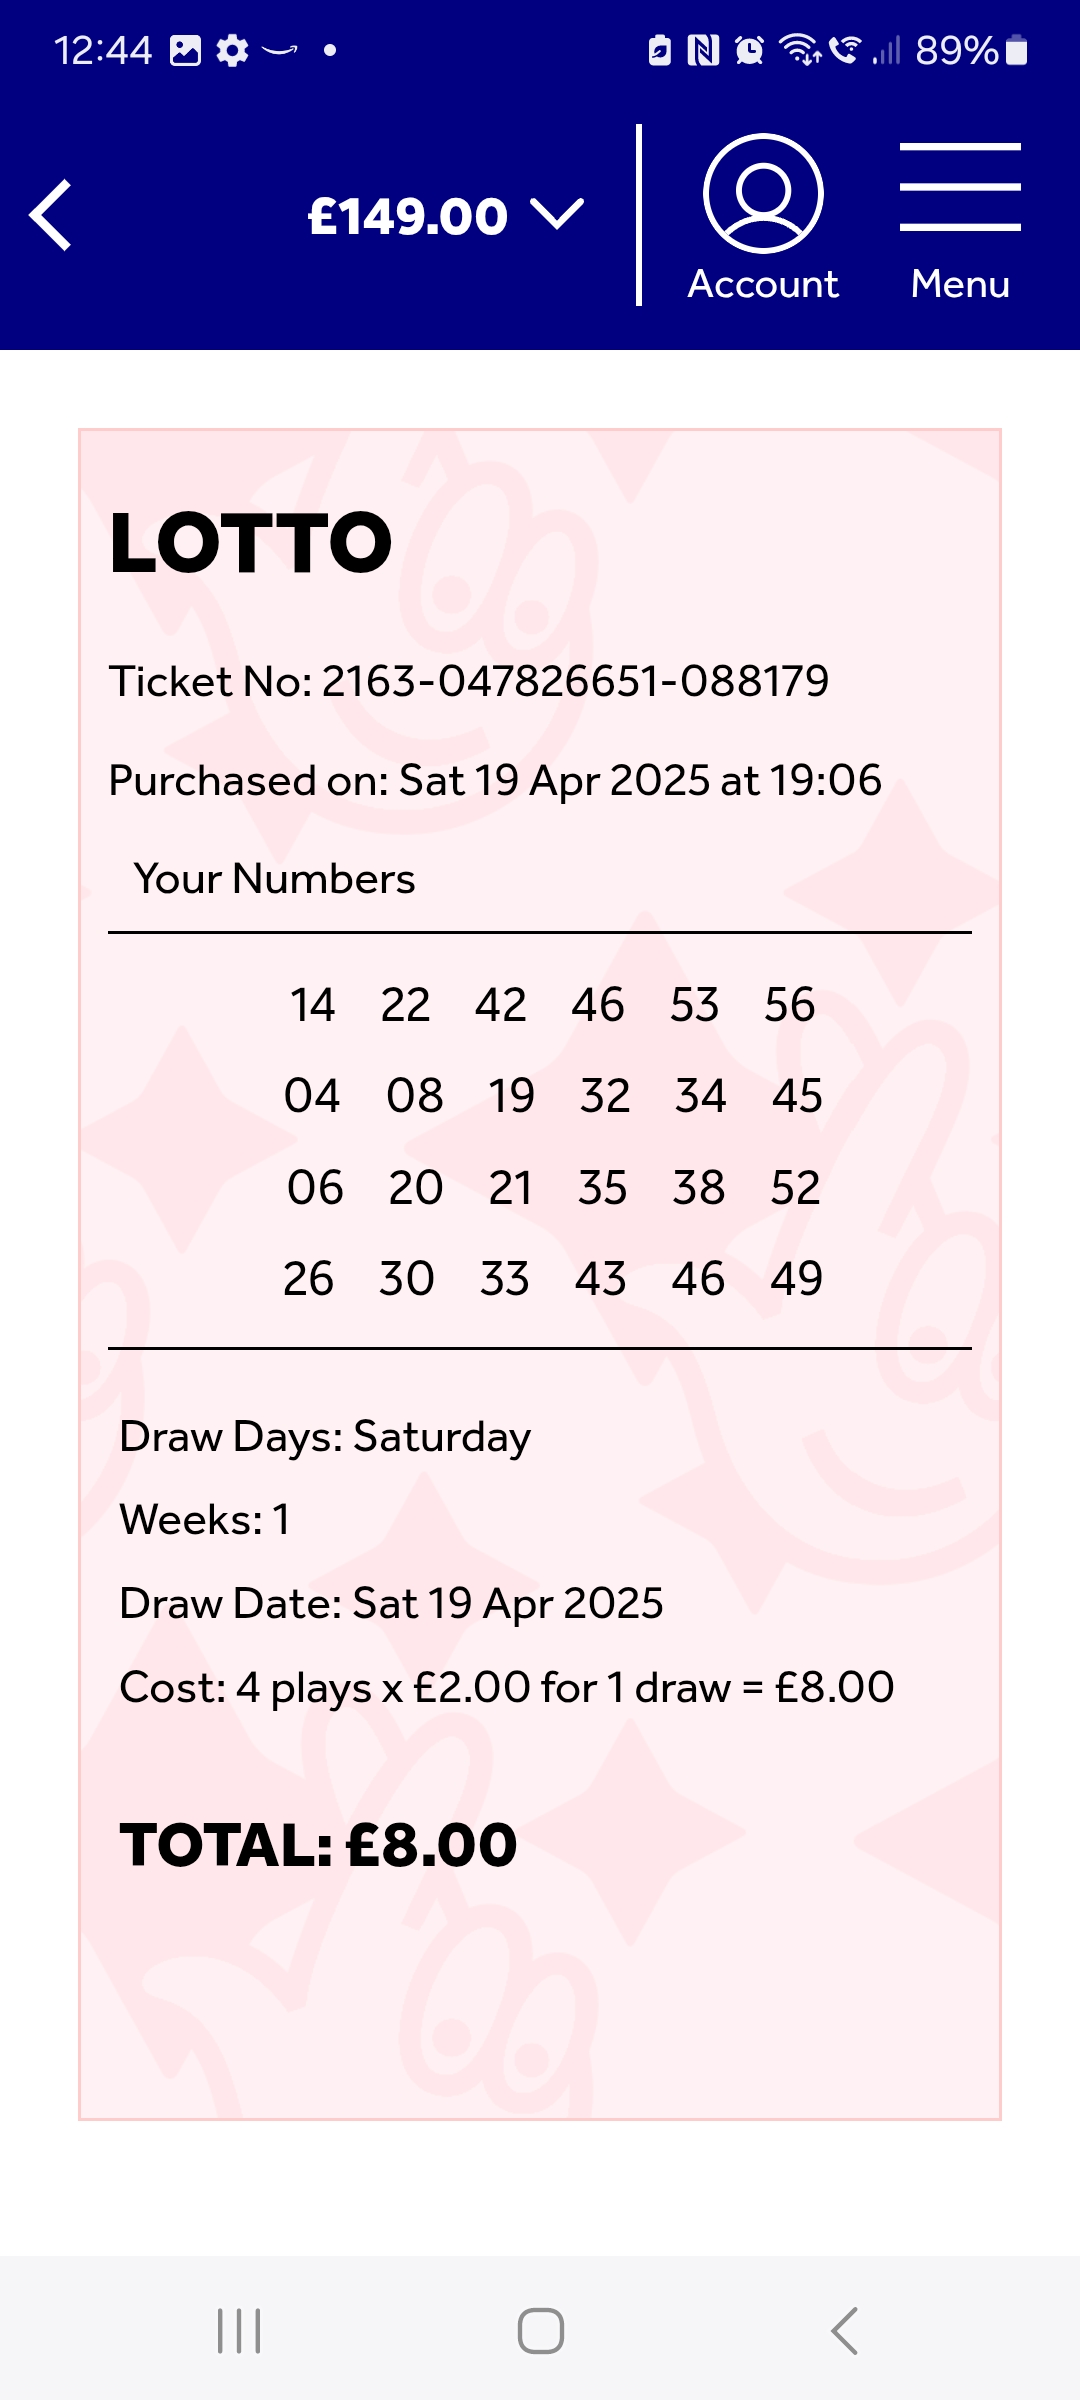 12:44 89%
£149.00
Account Menu
LOTTO
Ticket No: 2163-047826651-088179
Purchased on: Sat 19 Apr 2025 at 19:06
Your Numbers
14 22 42 46 53 56
04 08 19 32 34 45
06 20 21 35 38 52
26 30 33 43 46 49
Draw Days: Saturday
Weeks: 1
Draw Date: Sat 19 Apr 2025
Cost: 4 plays x £2.00 for 1 draw = £8.00
TOTAL: £8.00